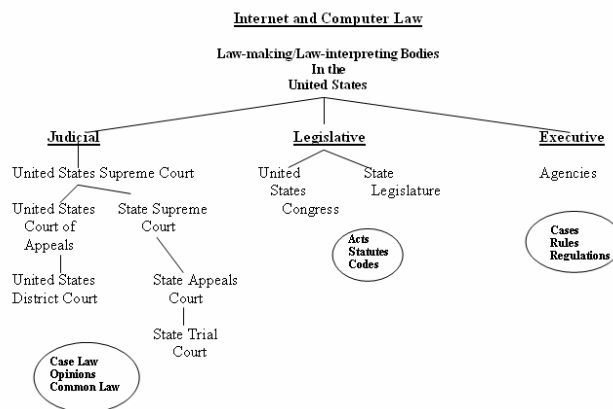 Internet and Computer Law
Law-making/Law-interpreting Bodies
In the
United States
Judicial
Legislative
Executive
United States Supreme Court
United
States
Congress
State
Legislature
Agencies
United States
Court of
Appeals
State Supreme
Court
Acts
Statutes
Codes
Cases
Rules
Regulations
United States
District Court
State Appeals
Court
State Trial
Court
Case Law
Opinions
Common Law